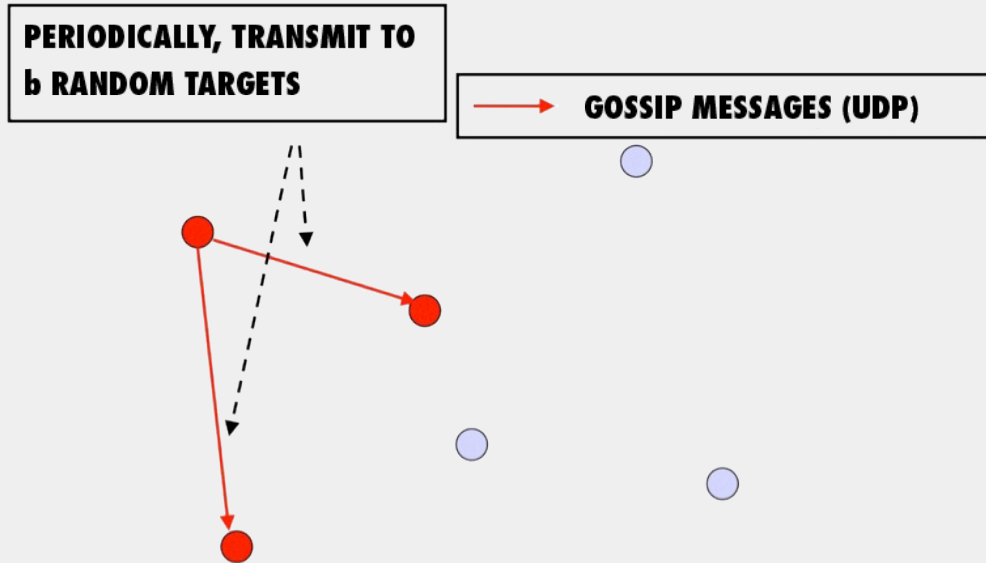 PERIODICALLY, TRANSMIT TO
b RANDOM TARGETS
GOSSIP MESSAGES (UDP)